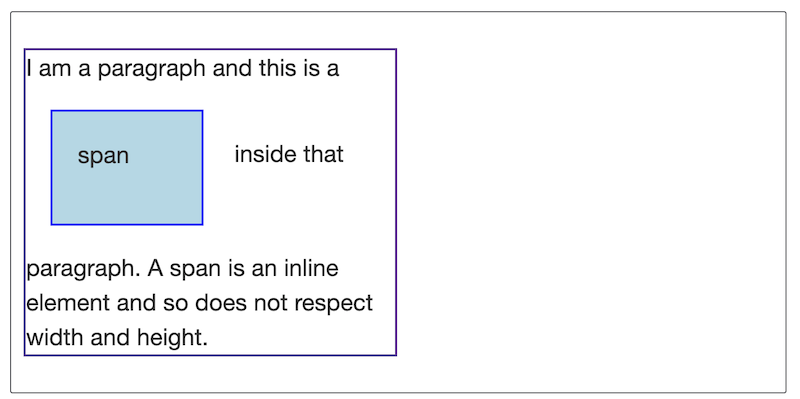 I am a paragraph and this is a
span inside that
paragraph. A span is an inline
element and so does not respect
width and height.